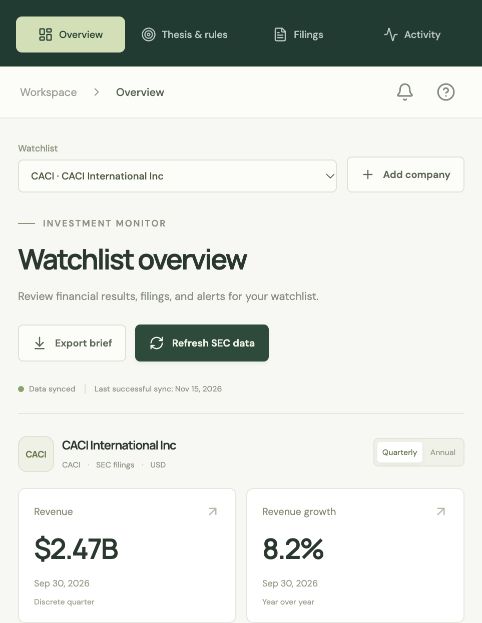 Overview
Thesis & rules
Filings
Activity
Workspace
Overview
Watchlist
CACI · CACI International Inc
Add company
INVESTMENT MONITOR
Watchlist overview
Review financial results, filings, and alerts for your watchlist.
Export brief
Refresh SEC data
Data synced
Last successful sync: Nov 15, 2026
CACI
CACI International Inc
CACI · SEC filings · USD
Quarterly
Annual
Revenue
$2.47B
Sep 30, 2026
Discrete quarter
Revenue growth
8.2%
Sep 30, 2026
Year over year